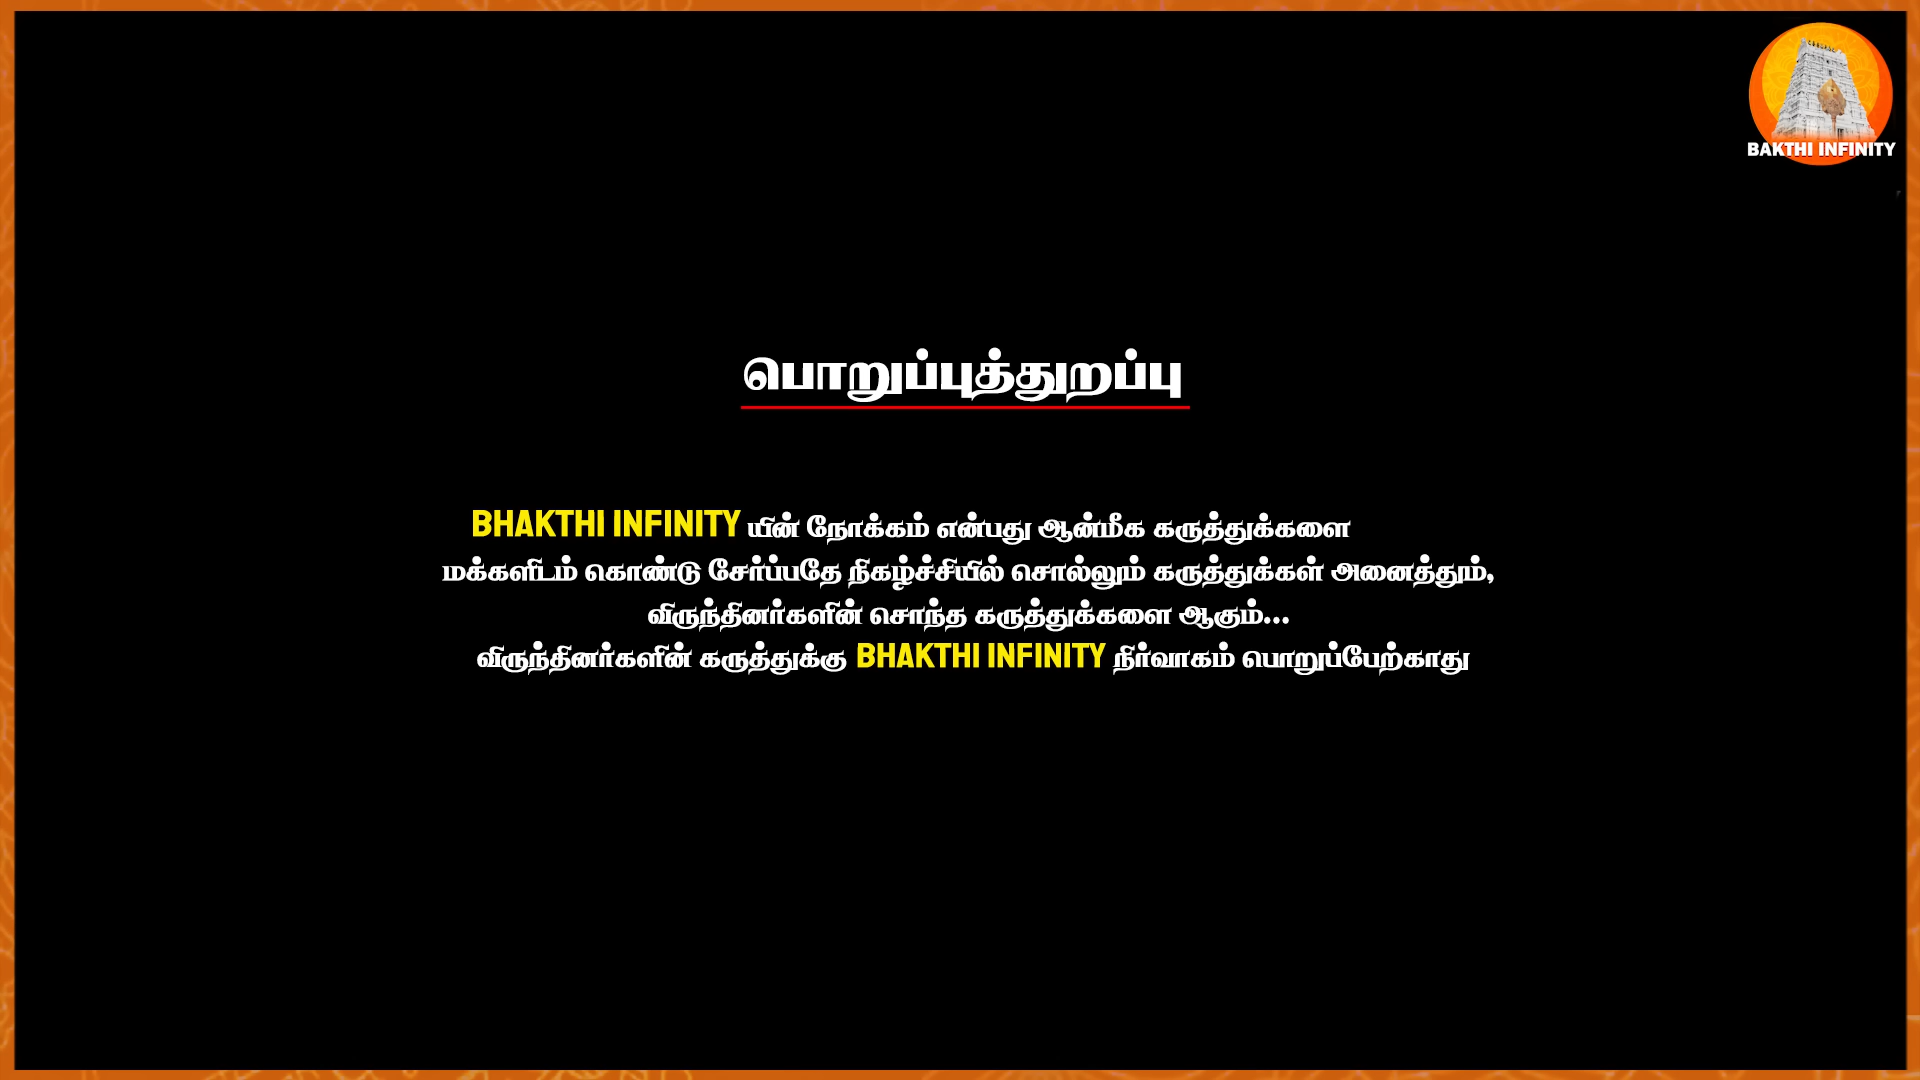 BAKTHI INFINITY
பொறுப்புத்துறப்பு
BHAKTHI INFINITY யின் நோக்கம் என்பது ஆன்மீக கருத்துக்களை
மக்களிடம் கொண்டு சேர்ப்பதே நிகழ்ச்சியில் சொல்லும் கருத்துக்கள் அனைத்தும்,
விருந்தினர்களின் சொந்த கருத்துக்களை ஆகும்...
விருந்தினர்களின் கருத்துக்கு BHAKTHI INFINITY நிர்வாகம் பொறுப்பேற்காது